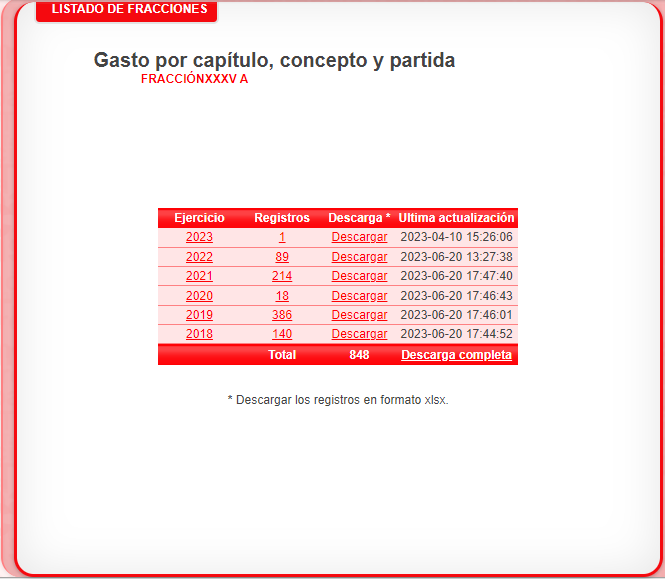 LISTADO DE FRACCIONES
Gasto por capítulo, concepto y partida
FRACCIÓNXXXV A
Ejercicio Registros Descarga * Ultima actualización
2023 1 Descargar 2023-04-10 15:26:06
2022 89 Descargar 2023-06-20 13:27:38
2021 214 Descargar 2023-06-20 17:47:40
2020 18 Descargar 2023-06-20 17:46:43
2019 386 Descargar 2023-06-20 17:46:01
2018 140 Descargar 2023-06-20 17:44:52
Total 848 Descarga completa
* Descargar los registros en formato xlsx.